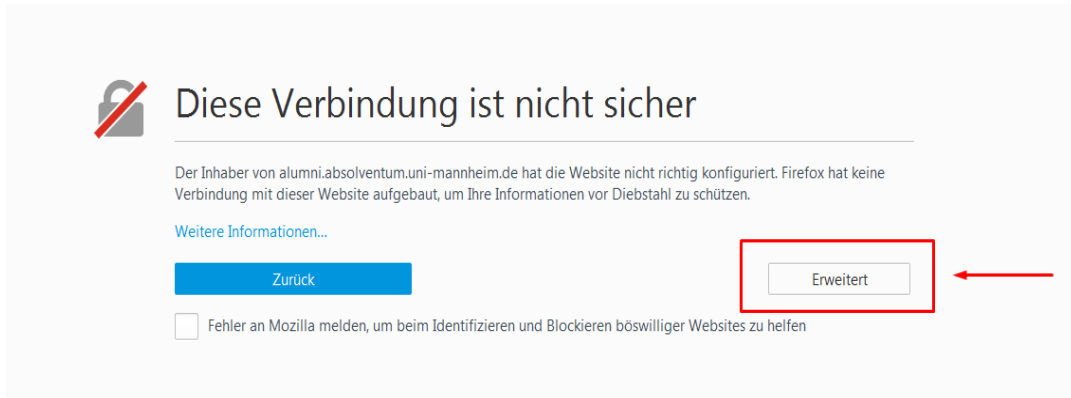 Diese Verbindung ist nicht sicher
Der Inhaber von alumni.absolventum.uni-mannheim.de hat die Website nicht richtig konfiguriert. Firefox hat keine
Verbindung mit dieser Website aufgebaut, um Ihre Informationen vor Diebstahl zu schützen.
Weitere Informationen...
Zurück
Erweitert
Fehler an Mozilla melden, um beim Identifizieren und Blockieren böswilliger Websites zu helfen